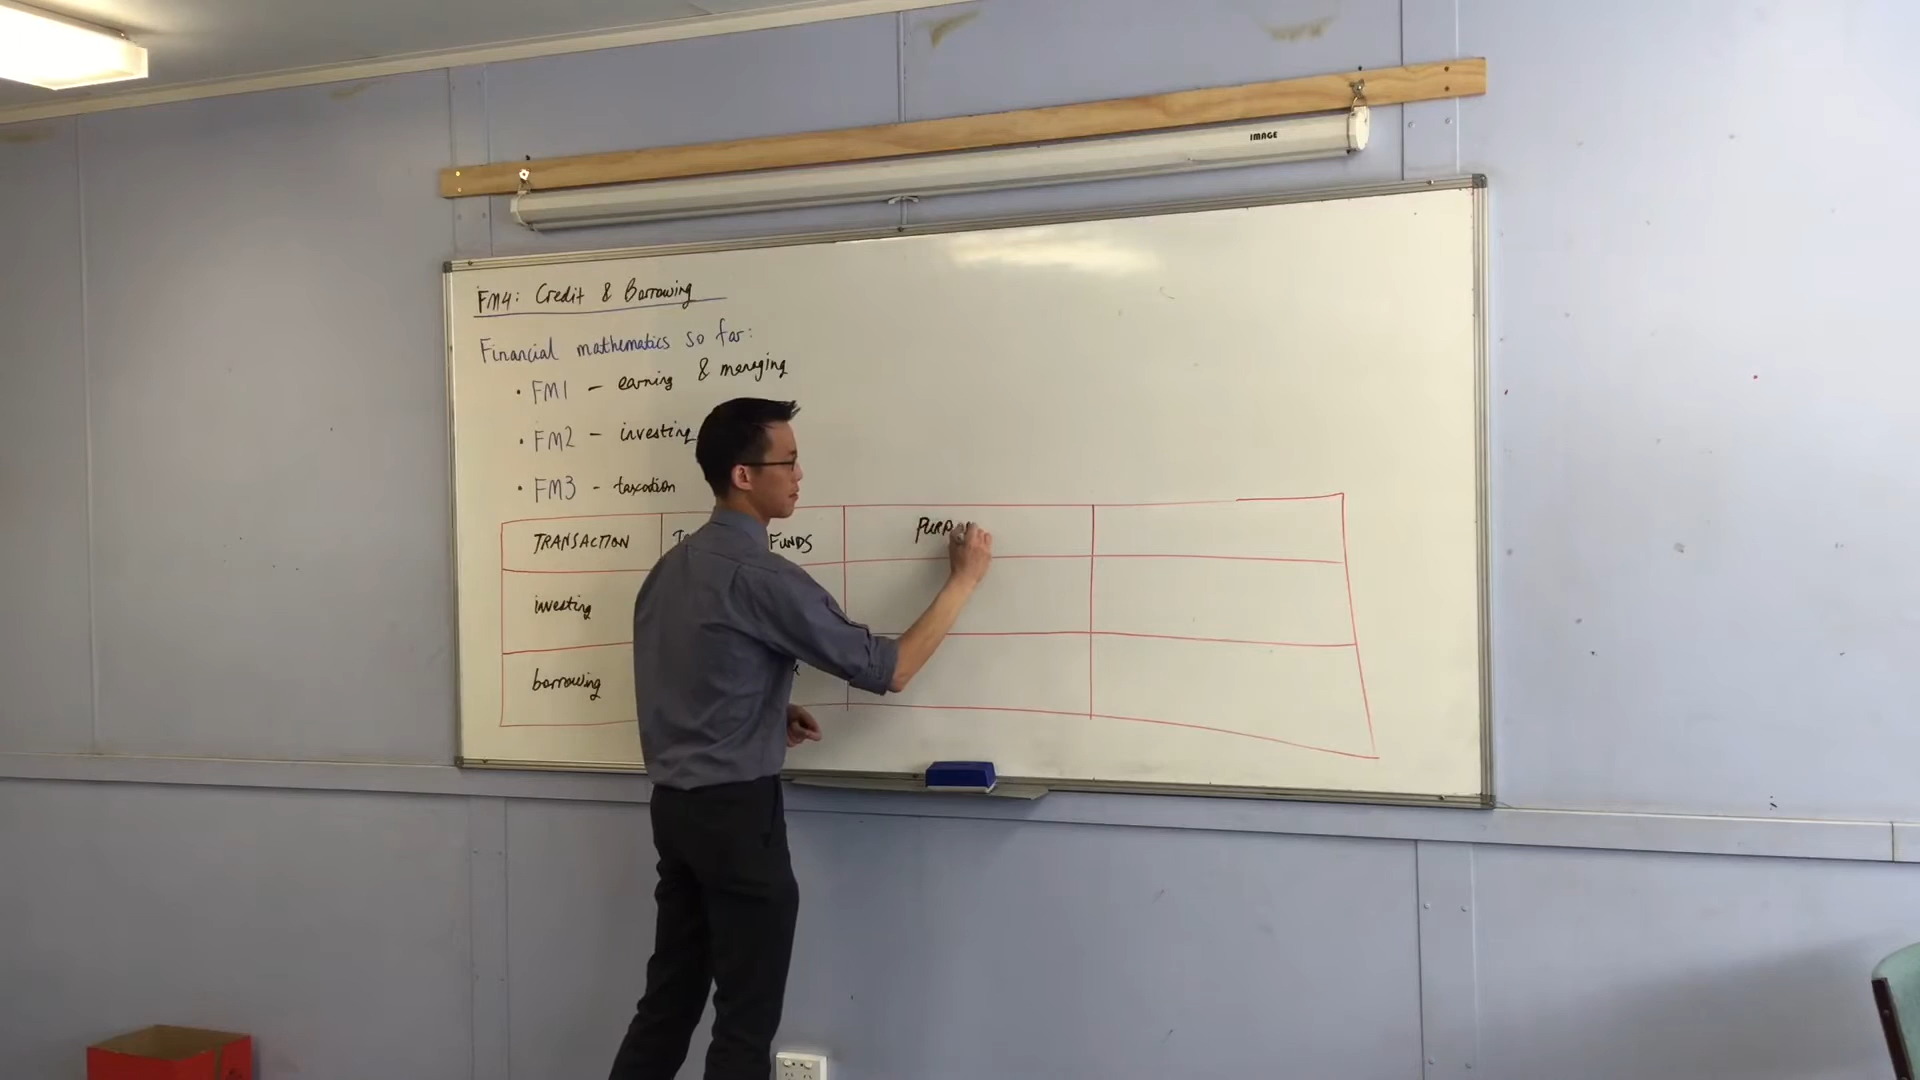 IMAGE
FM4: Credit & Borrowing
Financial mathematics so far:
• FM1 - earning & managing
• FM2 - investing
• FM3 - taxation
TRANSACTION FUNDS
investing
borrowing